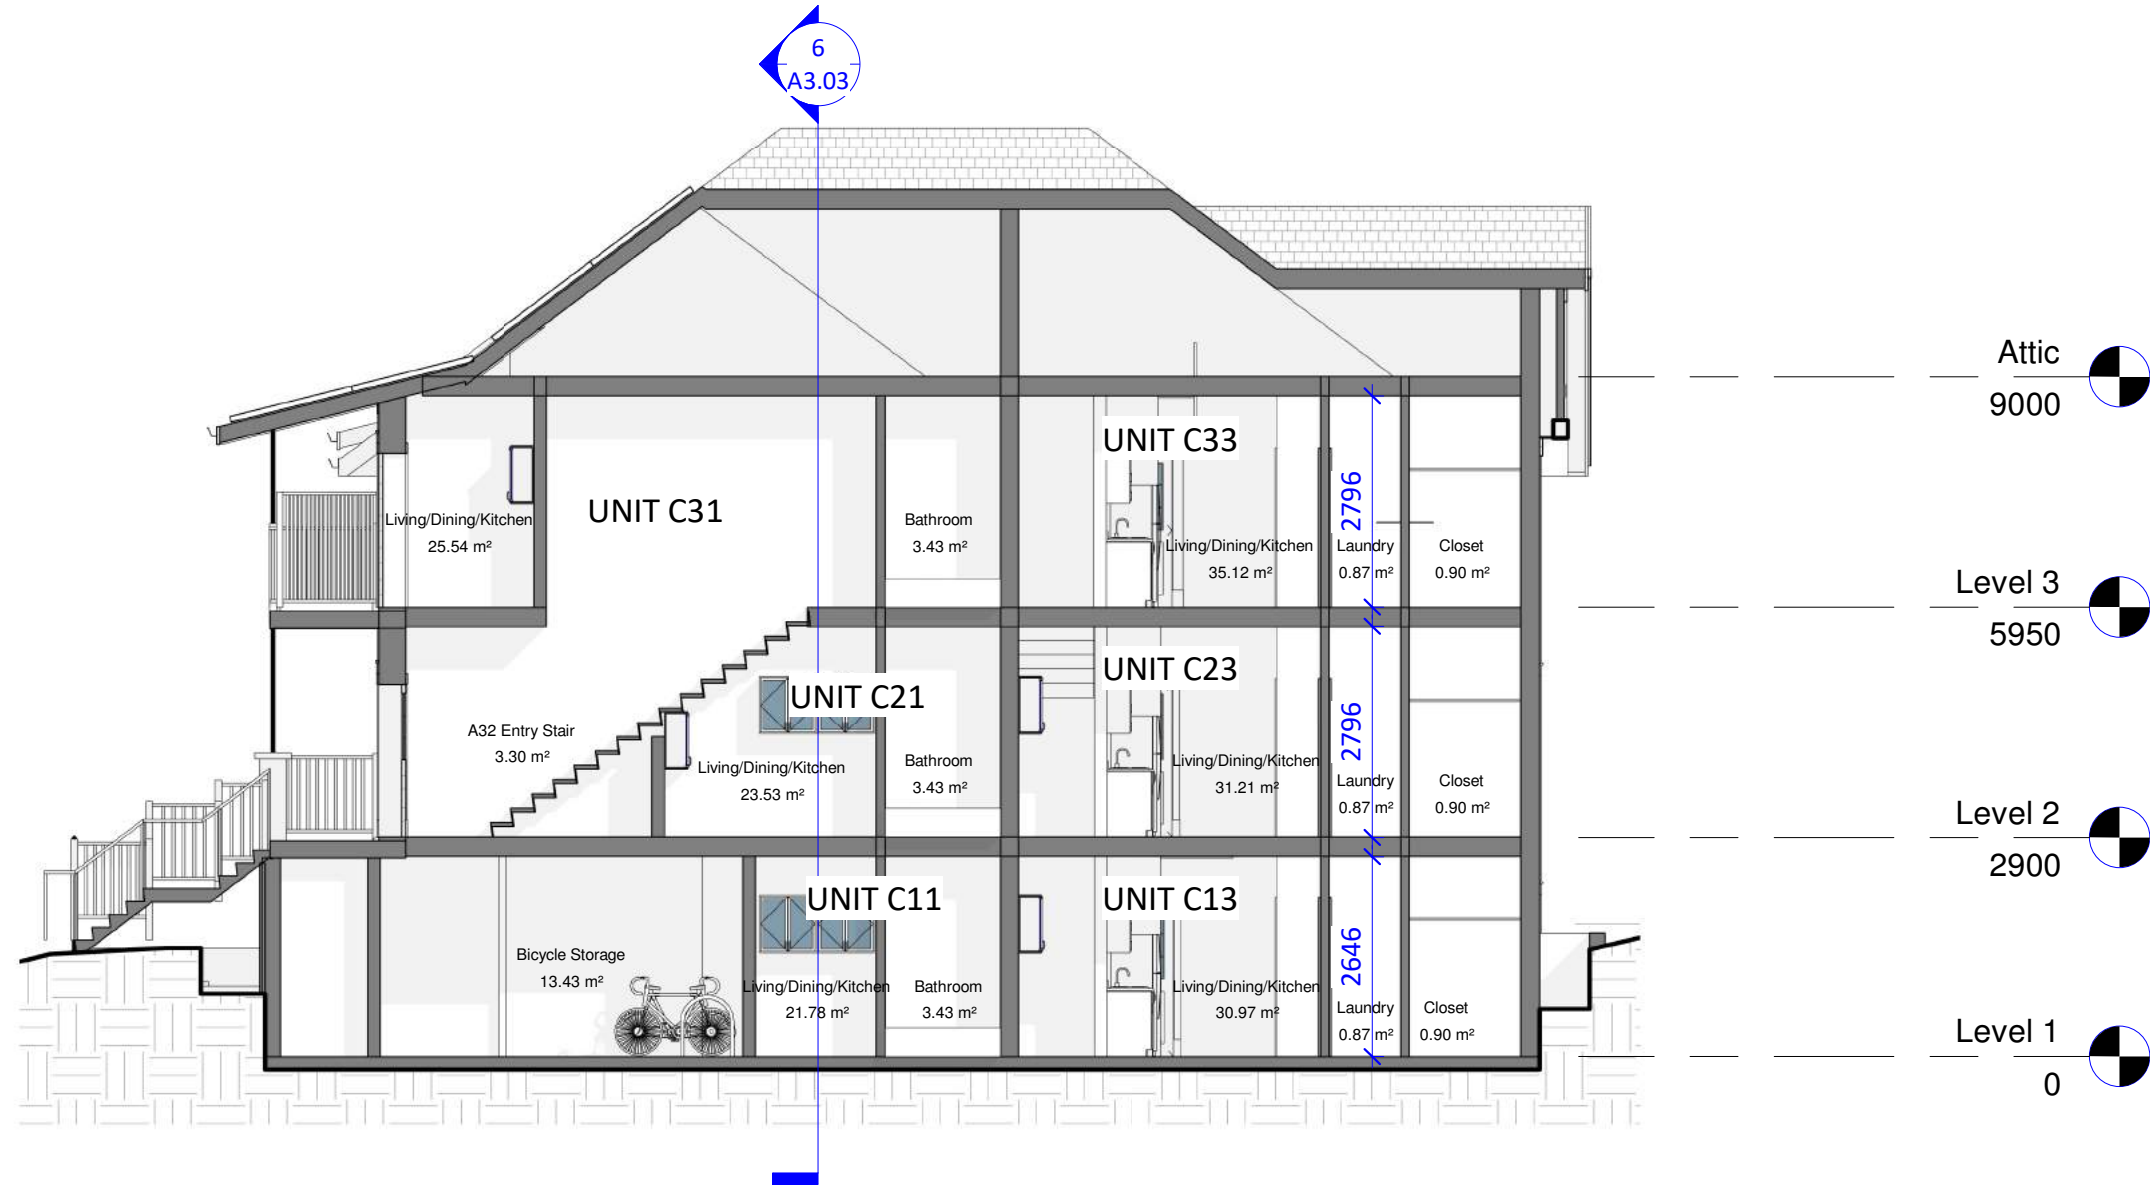 6
A3.03
Attic
9000
UNIT C33
UNIT C31
2796
Living/Dining/Kitchen
25.54 m²
Bathroom
3.43 m²
Living/Dining/Kitchen
35.12 m²
Laundry
0.87 m²
Closet
0.90 m²
Level 3
5950
UNIT C23
UNIT C21
2796
A32 Entry Stair
3.30 m²
Living/Dining/Kitchen
23.53 m²
Bathroom
3.43 m²
Living/Dining/Kitchen
31.21 m²
Laundry
0.87 m²
Closet
0.90 m²
Level 2
2900
UNIT C11
UNIT C13
2646
Bicycle Storage
13.43 m²
Living/Dining/Kitchen
21.78 m²
Bathroom
3.43 m²
Living/Dining/Kitchen
30.97 m²
Laundry
0.87 m²
Closet
0.90 m²
Level 1
0